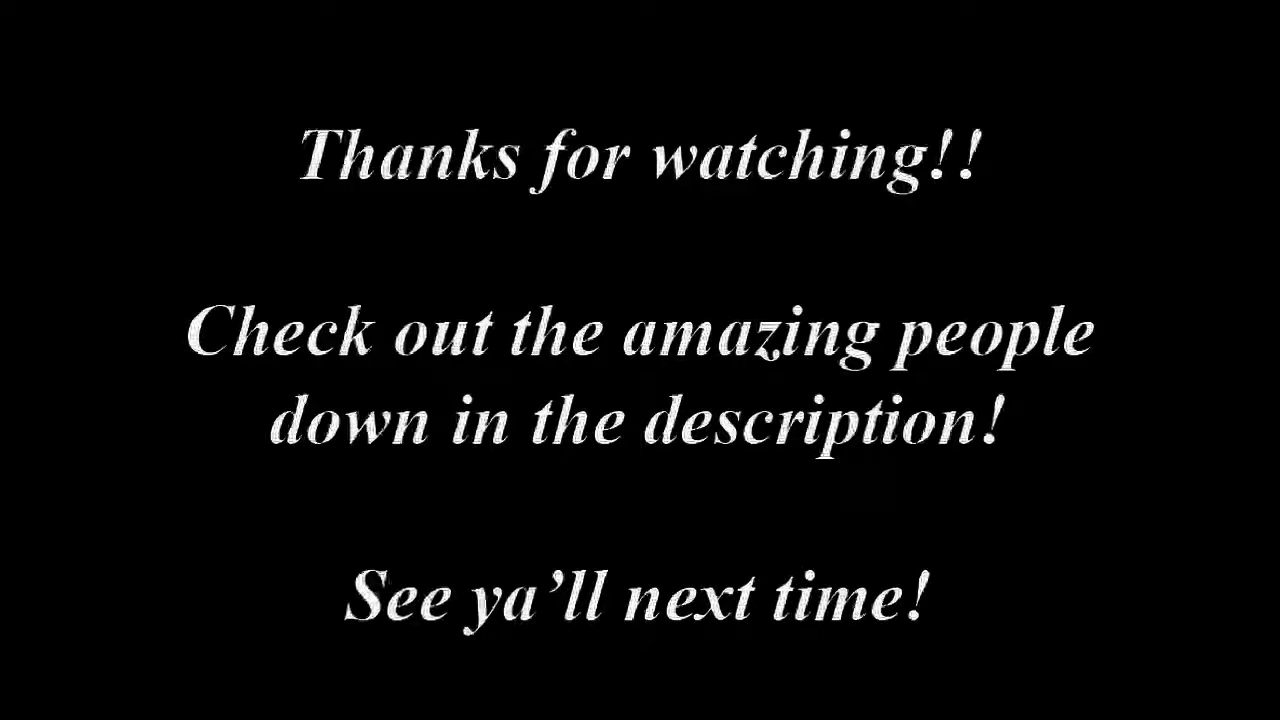 Thanks for watching!!
Check out the amazing people
down in the description!
See ya’ll next time!